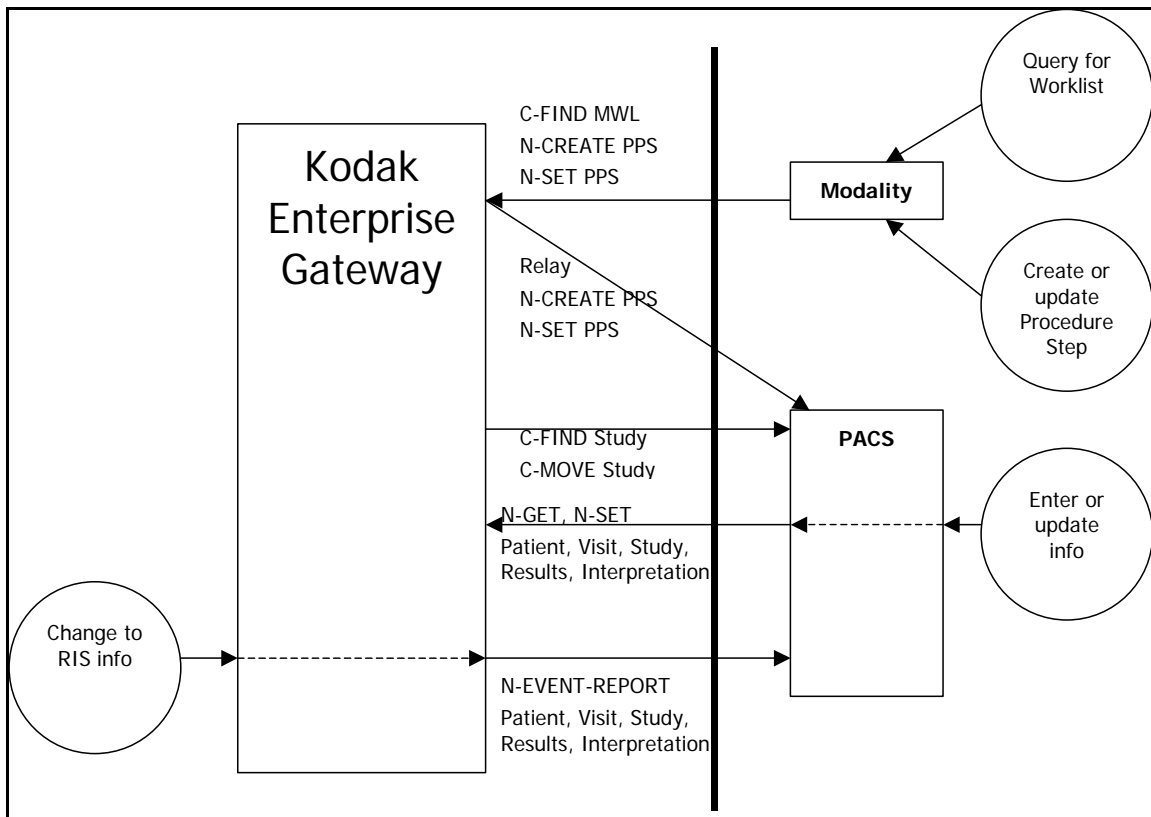 Query for
Worklist
C-FIND MWL
N-CREATE PPS
N-SET PPS
Kodak
Enterprise
Gateway
Modality
Relay
N-CREATE PPS
N-SET PPS
Create or
update
Procedure
Step
C-FIND Study
C-MOVE Study
PACS
N-GET, N-SET
Patient, Visit, Study,
Results, Interpretation
Enter or
update
info
Change to
RIS info
N-EVENT-REPORT
Patient, Visit, Study,
Results, Interpretation